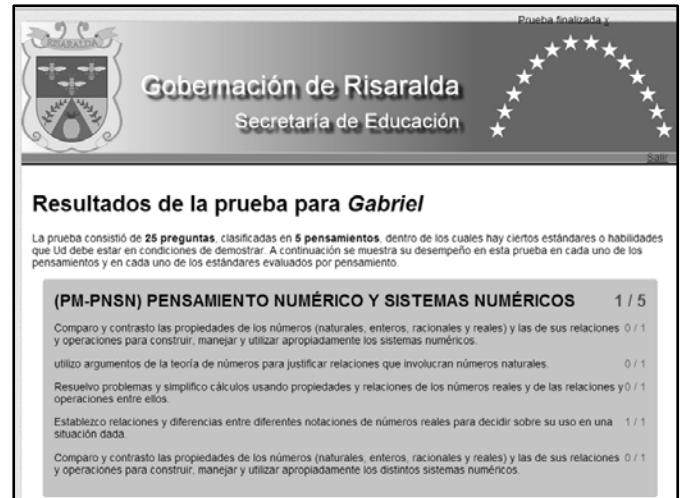 Prueba finalizada x
RISARALDA
Gobernación de Risaralda
Secretaría de Educación
Salir
Resultados de la prueba para Gabriel
La prueba consistió de 25 preguntas, clasificadas en 5 pensamientos, dentro de los cuales hay ciertos estándares o habilidades
que Ud debe estar en condiciones de demostrar. A continuación se muestra su desempeño en esta prueba en cada uno de los
pensamientos y en cada uno de los estándares evaluados por pensamiento.
(PM-PNSN) PENSAMIENTO NUMÉRICO Y SISTEMAS NUMÉRICOS 1 / 5
Comparo y contrasto las propiedades de los números (naturales, enteros, racionales y reales) y las de sus relaciones 0 / 1
y operaciones para construir, manejar y utilizar apropiadamente los sistemas numéricos.
utilizo argumentos de la teoría de números para justificar relaciones que involucran números naturales. 0 / 1
Resuelvo problemas y simplifico cálculos usando propiedades y relaciones de los números reales y de las relaciones y 0 / 1
operaciones entre ellos.
Establezco relaciones y diferencias entre diferentes notaciones de números reales para decidir sobre su uso en una 1 / 1
situación dada.
Comparo y contrasto las propiedades de los números (naturales, enteros, racionales y reales) y las de sus relaciones 0 / 1
y operaciones para construir, manejar y utilizar apropiadamente los distintos sistemas numéricos.